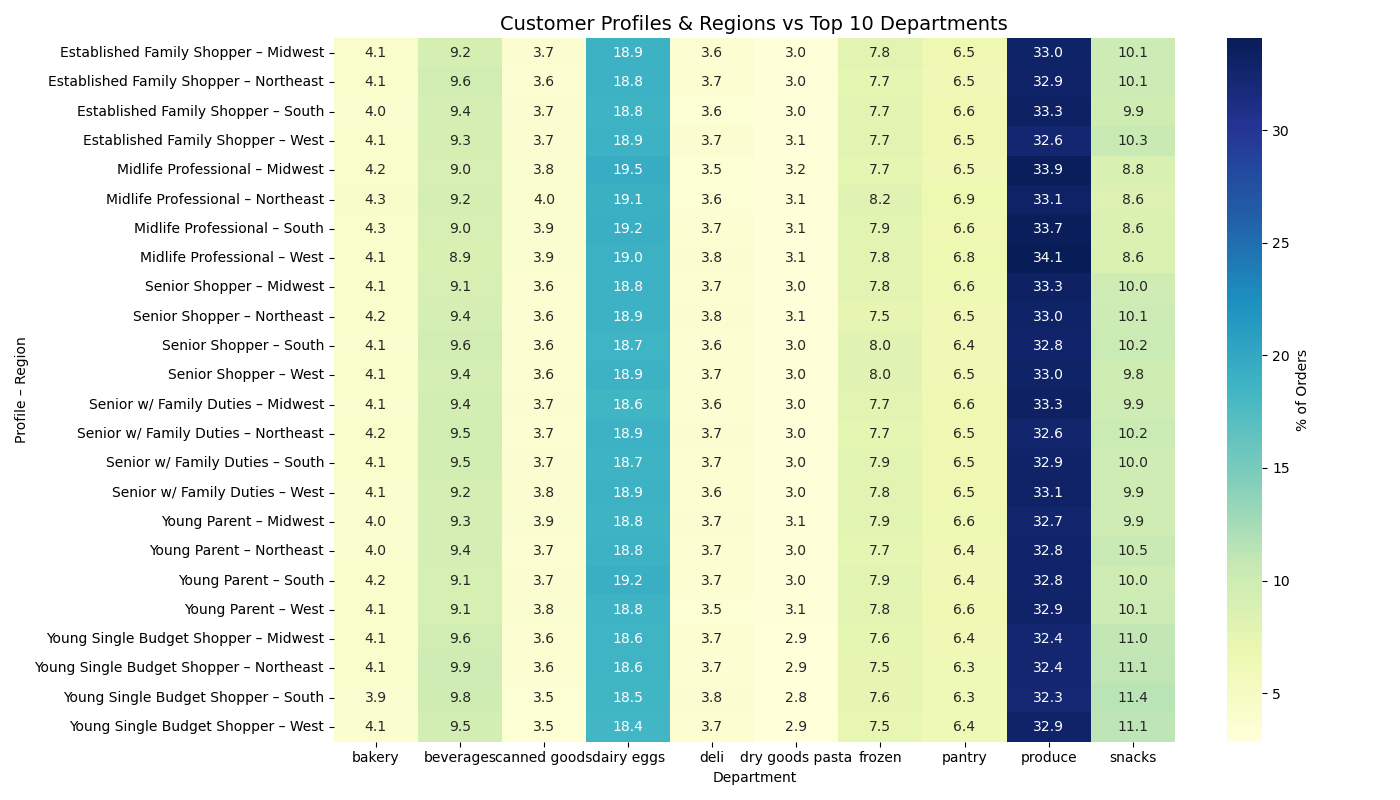 Customer Profiles & Regions vs Top 10 Departments
Profile – Region
Established Family Shopper – Midwest 4.1 9.2 3.7 18.9 3.6 3.0 7.8 6.5 33.0 10.1
Established Family Shopper – Northeast 4.1 9.6 3.6 18.8 3.7 3.0 7.7 6.5 32.9 10.1
Established Family Shopper – South 4.0 9.4 3.7 18.8 3.6 3.0 7.7 6.6 33.3 9.9
Established Family Shopper – West 4.1 9.3 3.7 18.9 3.7 3.1 7.7 6.5 32.6 10.3
Midlife Professional – Midwest 4.2 9.0 3.8 19.5 3.5 3.2 7.7 6.5 33.9 8.8
Midlife Professional – Northeast 4.3 9.2 4.0 19.1 3.6 3.1 8.2 6.9 33.1 8.6
Midlife Professional – South 4.3 9.0 3.9 19.2 3.7 3.1 7.9 6.6 33.7 8.6
Midlife Professional – West 4.1 8.9 3.9 19.0 3.8 3.1 7.8 6.8 34.1 8.6
Senior Shopper – Midwest 4.1 9.1 3.6 18.8 3.7 3.0 7.8 6.6 33.3 10.0
Senior Shopper – Northeast 4.2 9.4 3.6 18.9 3.8 3.1 7.5 6.5 33.0 10.1
Senior Shopper – South 4.1 9.6 3.6 18.7 3.6 3.0 8.0 6.4 32.8 10.2
Senior Shopper – West 4.1 9.4 3.6 18.9 3.7 3.0 8.0 6.5 33.0 9.8
Senior w/ Family Duties – Midwest 4.1 9.4 3.7 18.6 3.6 3.0 7.7 6.6 33.3 9.9
Senior w/ Family Duties – Northeast 4.2 9.5 3.7 18.9 3.7 3.0 7.7 6.5 32.6 10.2
Senior w/ Family Duties – South 4.1 9.5 3.7 18.7 3.7 3.0 7.9 6.5 32.9 10.0
Senior w/ Family Duties – West 4.1 9.2 3.8 18.9 3.6 3.0 7.8 6.5 33.1 9.9
Young Parent – Midwest 4.0 9.3 3.9 18.8 3.7 3.1 7.9 6.6 32.7 9.9
Young Parent – Northeast 4.0 9.4 3.7 18.8 3.7 3.0 7.7 6.4 32.8 10.5
Young Parent – South 4.2 9.1 3.7 19.2 3.7 3.0 7.9 6.4 32.8 10.0
Young Parent – West 4.1 9.1 3.8 18.8 3.5 3.1 7.8 6.6 32.9 10.1
Young Single Budget Shopper – Midwest 4.1 9.6 3.6 18.6 3.7 2.9 7.6 6.4 32.4 11.0
Young Single Budget Shopper – Northeast 4.1 9.9 3.6 18.6 3.7 2.9 7.5 6.3 32.4 11.1
Young Single Budget Shopper – South 3.9 9.8 3.5 18.5 3.8 2.8 7.6 6.3 32.3 11.4
Young Single Budget Shopper – West 4.1 9.5 3.5 18.4 3.7 2.9 7.5 6.4 32.9 11.1
bakery beverages canned goods dairy eggs deli dry goods pasta frozen pantry produce snacks
Department
30
25
20
15
10
5
% of Orders